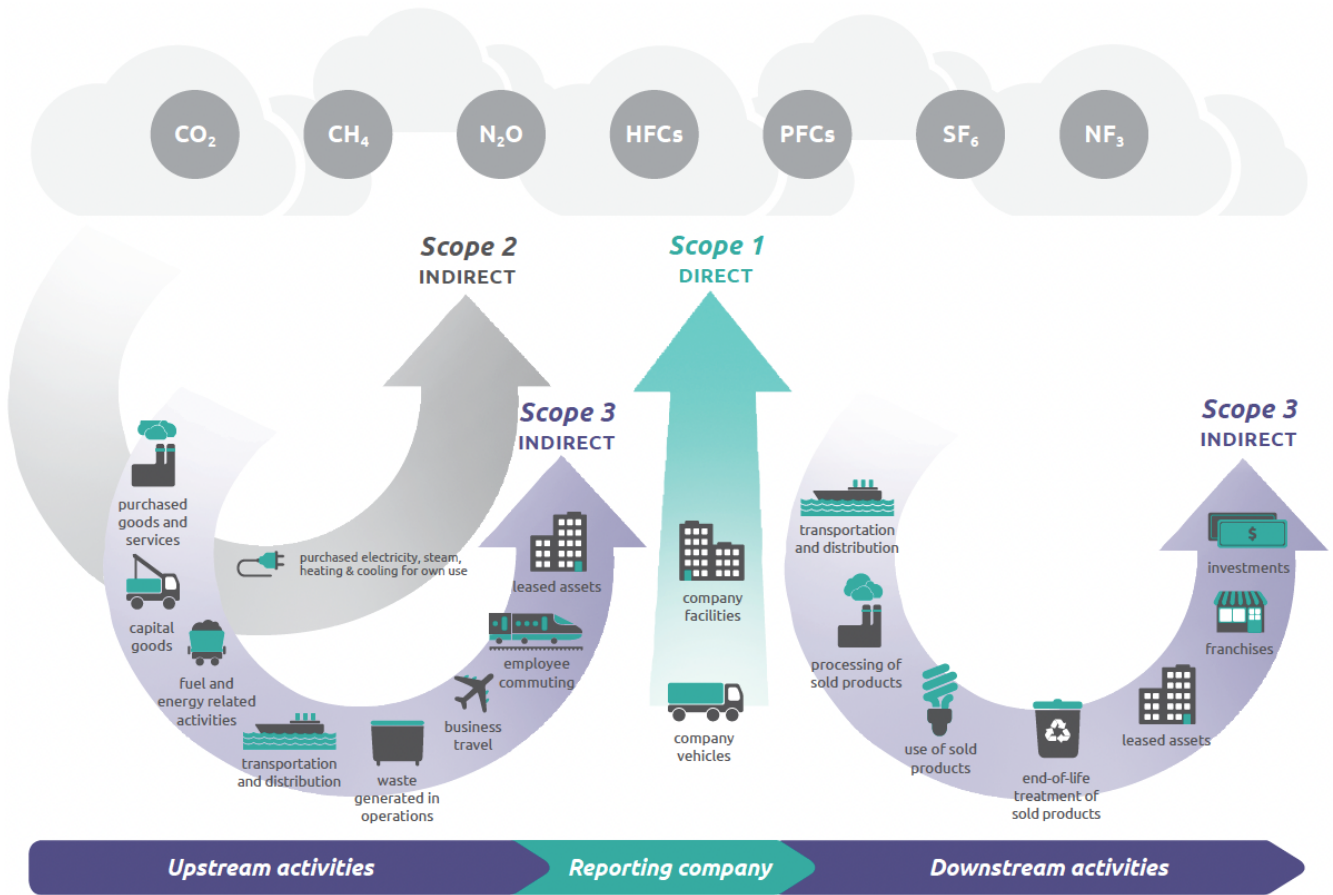 CO₂
CH₄
N₂O
HFCs
PFCs
SF₆
NF₃
Scope 2
INDIRECT
Scope 1
DIRECT
Scope 3
INDIRECT
Scope 3
INDIRECT
purchased
goods and
services
capital
goods
fuel and
energy related
activities
purchased electricity, steam,
heating & cooling for own use
transportation
and distribution
waste
generated in
operations
business
travel
employee
commuting
leased assets
company
facilities
company
vehicles
transportation
and distribution
processing of
sold products
use of sold
products
end-of-life
treatment of
sold products
leased assets
franchises
$
investments
Upstream activities
Reporting company
Downstream activities